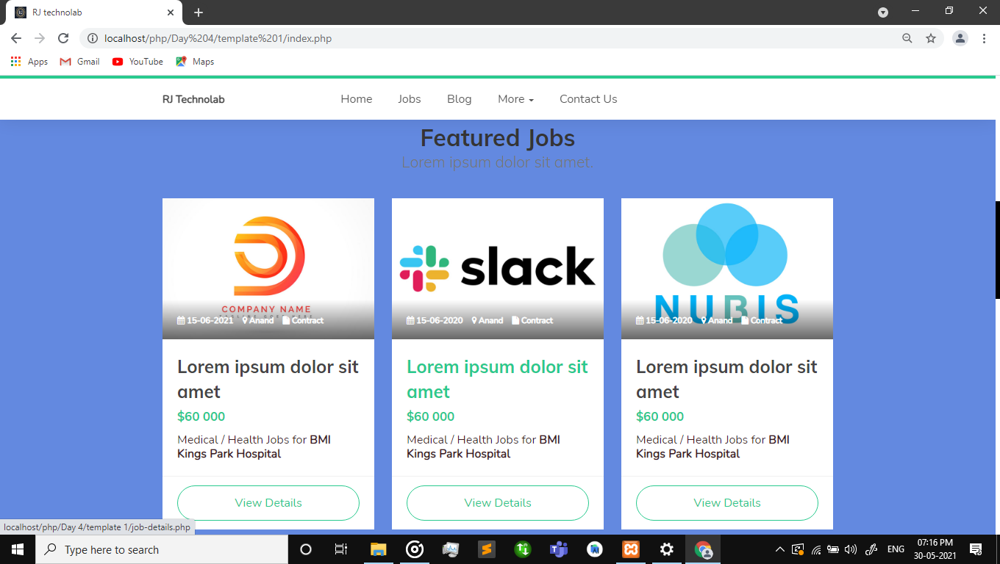 RJ technolab
localhost/php/Day%204/template%201/index.php
Apps Gmail YouTube Maps
RJ Technolab Home Jobs Blog More Contact Us
Featured Jobs
Lorem ipsum dolor sit amet.
COMPANY NAME
15-06-2021 Anand Contract
Lorem ipsum dolor sit
amet
$60 000
Medical / Health Jobs for BMI
Kings Park Hospital
View Details
slack
15-06-2020 Anand Contract
Lorem ipsum dolor sit
amet
$60 000
Medical / Health Jobs for BMI
Kings Park Hospital
View Details
NUBIS
15-06-2020 Anand Contract
Lorem ipsum dolor sit
amet
$60 000
Medical / Health Jobs for BMI
Kings Park Hospital
View Details
localhost/php/Day 4/template 1/job-details.php
Type here to search
ENG
07:16 PM
30-05-2021